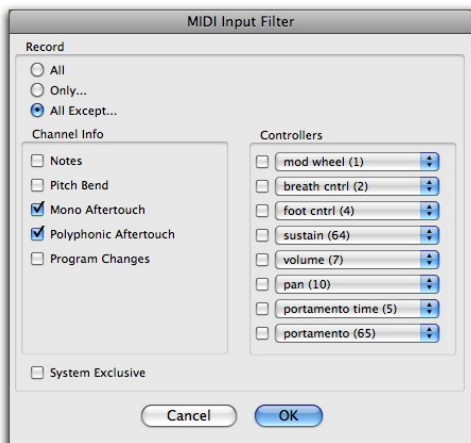 MIDI Input Filter
Record
All
Only...
All Except...
Channel Info
Notes
Pitch Bend
Mono Aftertouch
Polyphonic Aftertouch
Program Changes
Controllers
mod wheel (1)
breath cntrl (2)
foot cntrl (4)
sustain (64)
volume (7)
pan (10)
portamento time (5)
portamento (65)
System Exclusive
Cancel
OK